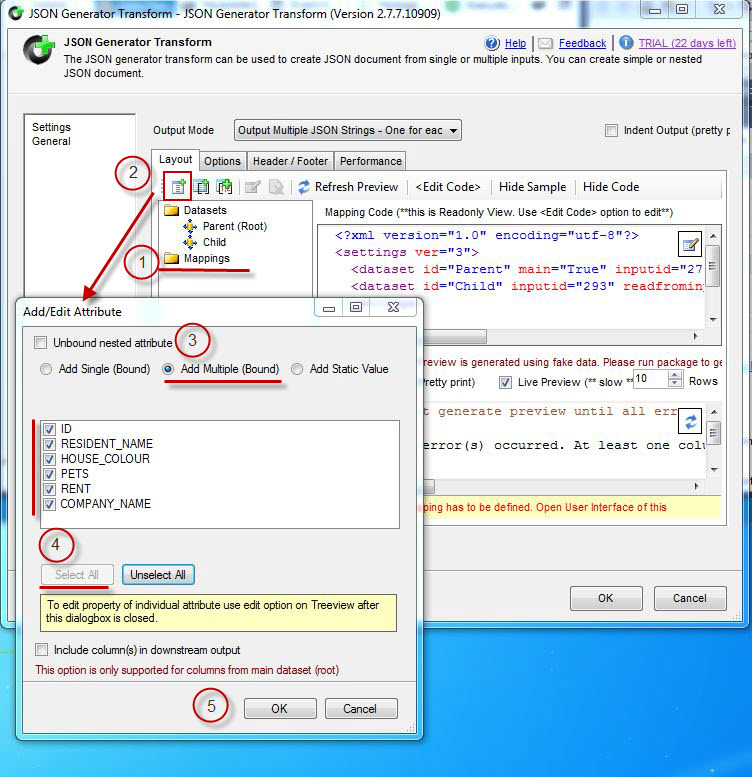 JSON Generator Transform - JSON Generator Transform (Version 2.7.7.10909)
JSON Generator Transform
Help
Feedback
TRIAL (22 days left)
The JSON generator transform can be used to create JSON document from single or multiple inputs. You can create simple or nested
JSON document.
Settings
General
Output Mode
Output Multiple JSON Strings - One for eac
Indent Output (pretty p
2
Layout
Options
Header / Footer
Performance
Refresh Preview
<Edit Code>
Hide Sample
Hide Code
Datasets
Parent (Root)
Child
1
Mappings
Mapping Code (**this is Readonly View. Use <Edit Code> option to edit**)
<?xml version="1.0" encoding="utf-8"?>
<settings ver="3">
<dataset id="Parent" main="True" inputid="27
<dataset id="Child" inputid="293" readfromin
review is generated using fake data. Please run package to ge
retty print)
Live Preview (** slow **
10
Rows
t generate preview until all err
error(s) occurred. At least one colu
ping has to be defined. Open User Interface of this
OK
Cancel
Add/Edit Attribute
Unbound nested attribute
3
Add Single (Bound)
Add Multiple (Bound)
Add Static Value
ID
RESIDENT_NAME
HOUSE_COLOUR
PETS
RENT
COMPANY_NAME
4
Select All
Unselect All
To edit property of individual attribute use edit option on Treeview after
this dialogbox is closed.
Include column(s) in downstream output
This option is only supported for columns from main dataset (root)
5
OK
Cancel